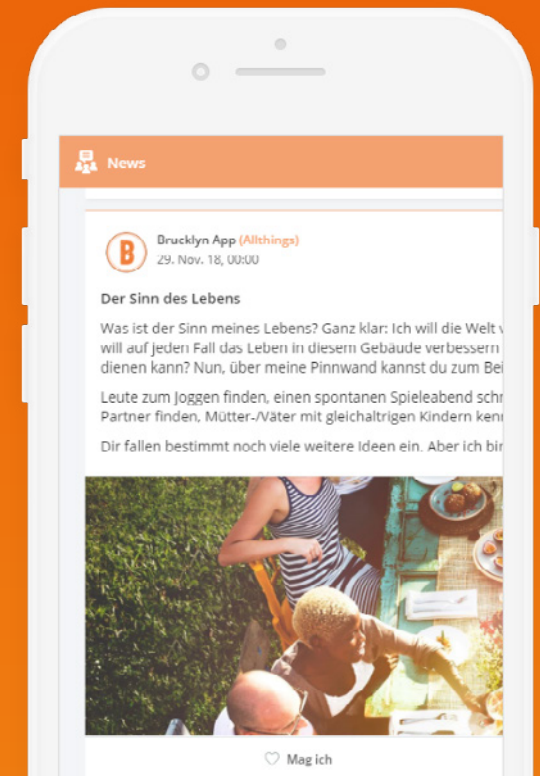 News
B
Brucklyn App (Allthings)
29. Nov. 18, 00:00
Der Sinn des Lebens
Was ist der Sinn meines Lebens? Ganz klar: Ich will die Welt
will auf jeden Fall das Leben in diesem Gebäude verbessern
dienen kann? Nun, über meine Pinnwand kannst du zum Bei
Leute zum Joggen finden, einen spontanen Spieleabend schr
Partner finden, Mütter-/Väter mit gleichaltrigen Kindern kenn
Dir fallen bestimmt noch viele weitere Ideen ein. Aber ich bin
Mag ich